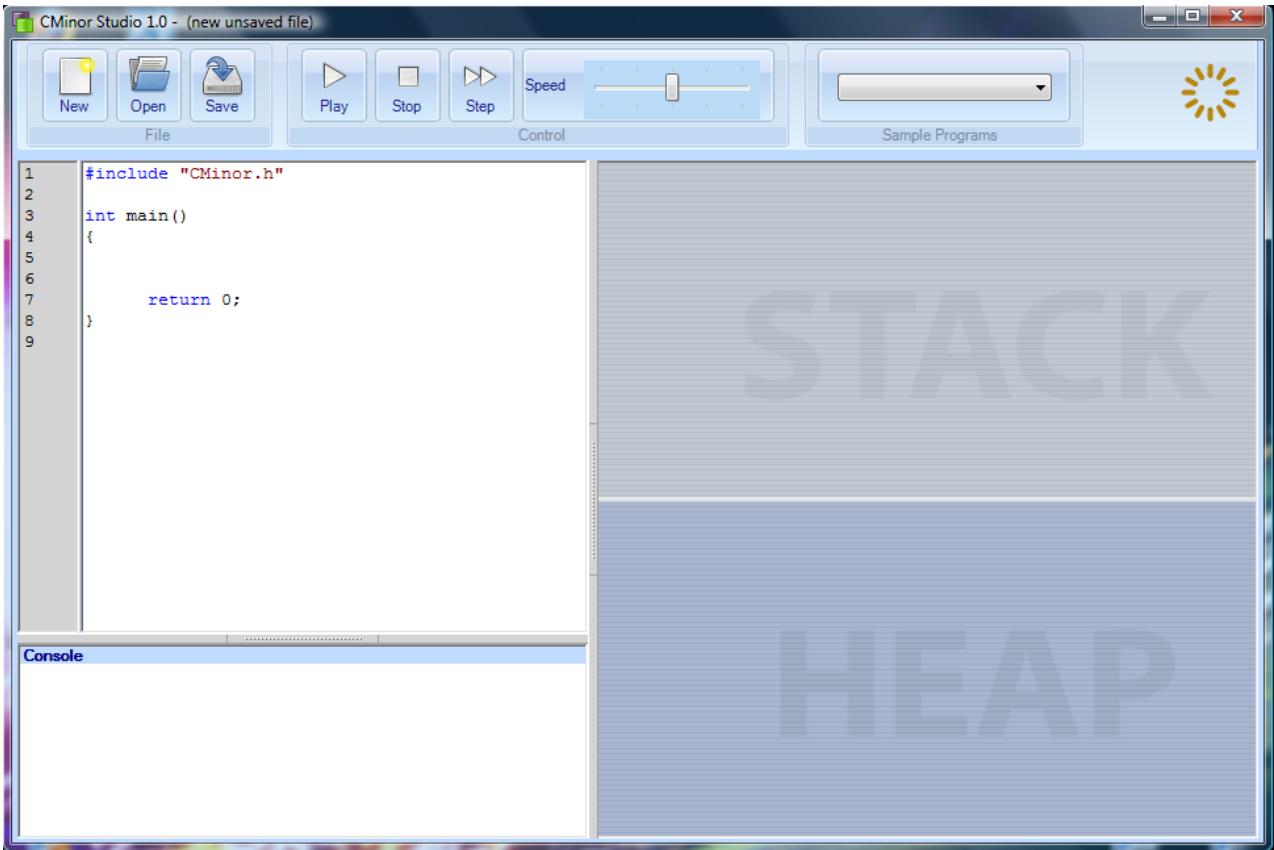 CMinor Studio 1.0 - (new unsaved file)
New Open Save Play Stop Step Speed
File Control Sample Programs
1 #include "CMinor.h"
2
3 int main()
4 {
5
6
7 return 0;
8 }
9
STACK
HEAP
Console